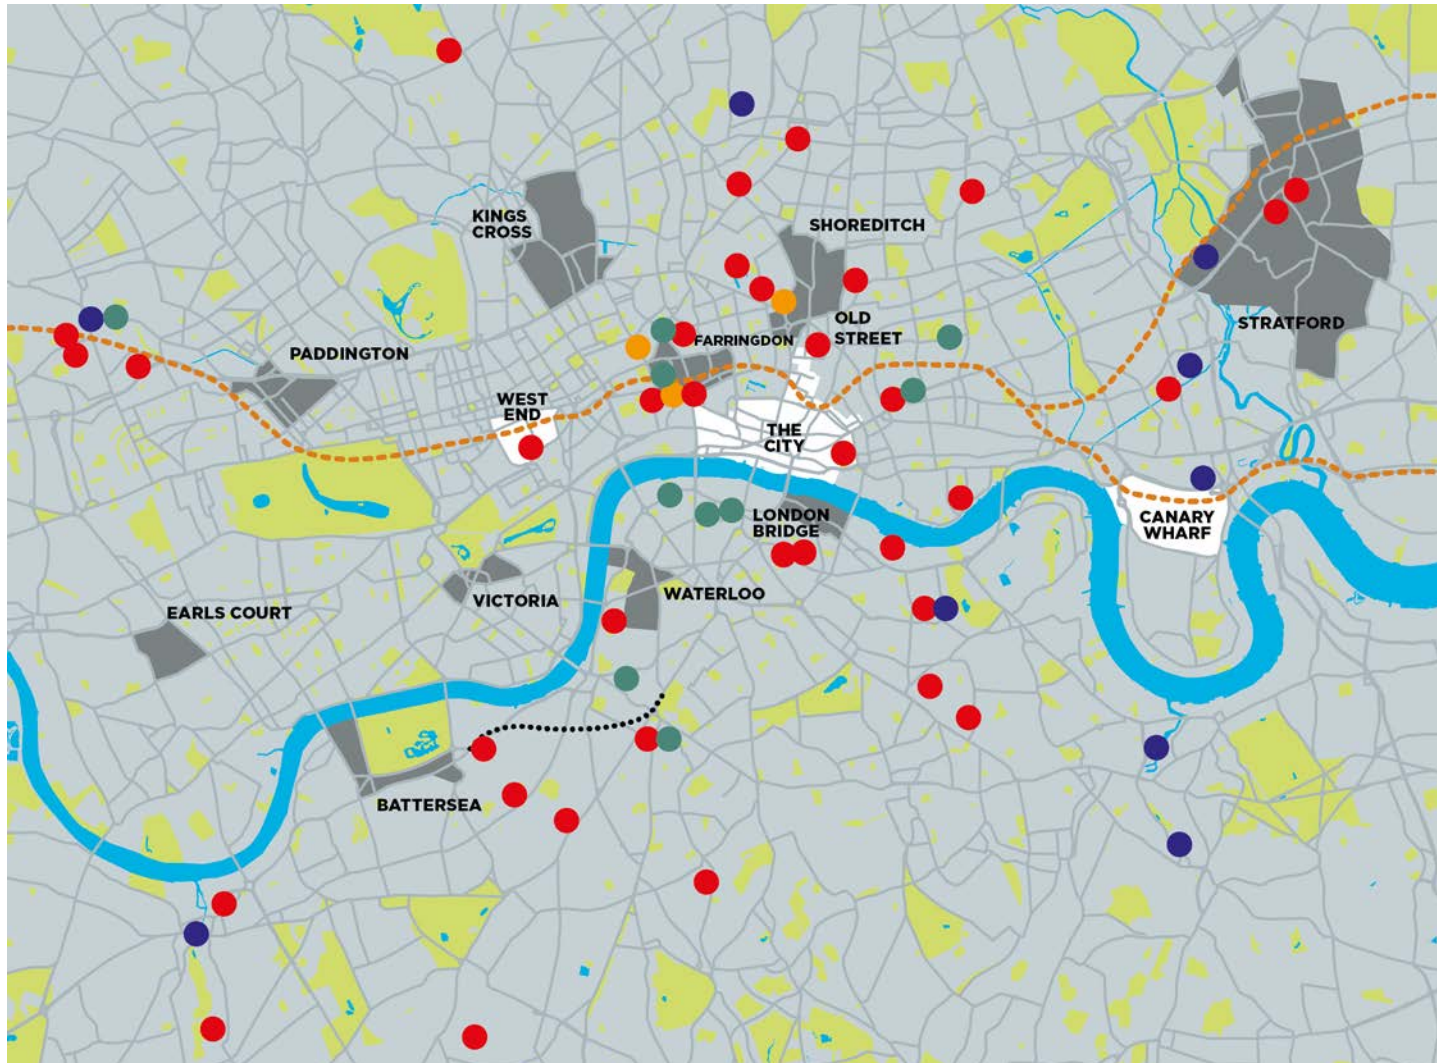 KINGS
CROSS
SHOREDITCH
OLD
STREET
STRATFORD
FARRINGDON
PADDINGTON
WEST
END
THE
CITY
LONDON
BRIDGE
CANARY
WHARF
VICTORIA
WATERLOO
EARLS COURT
BATTERSEA